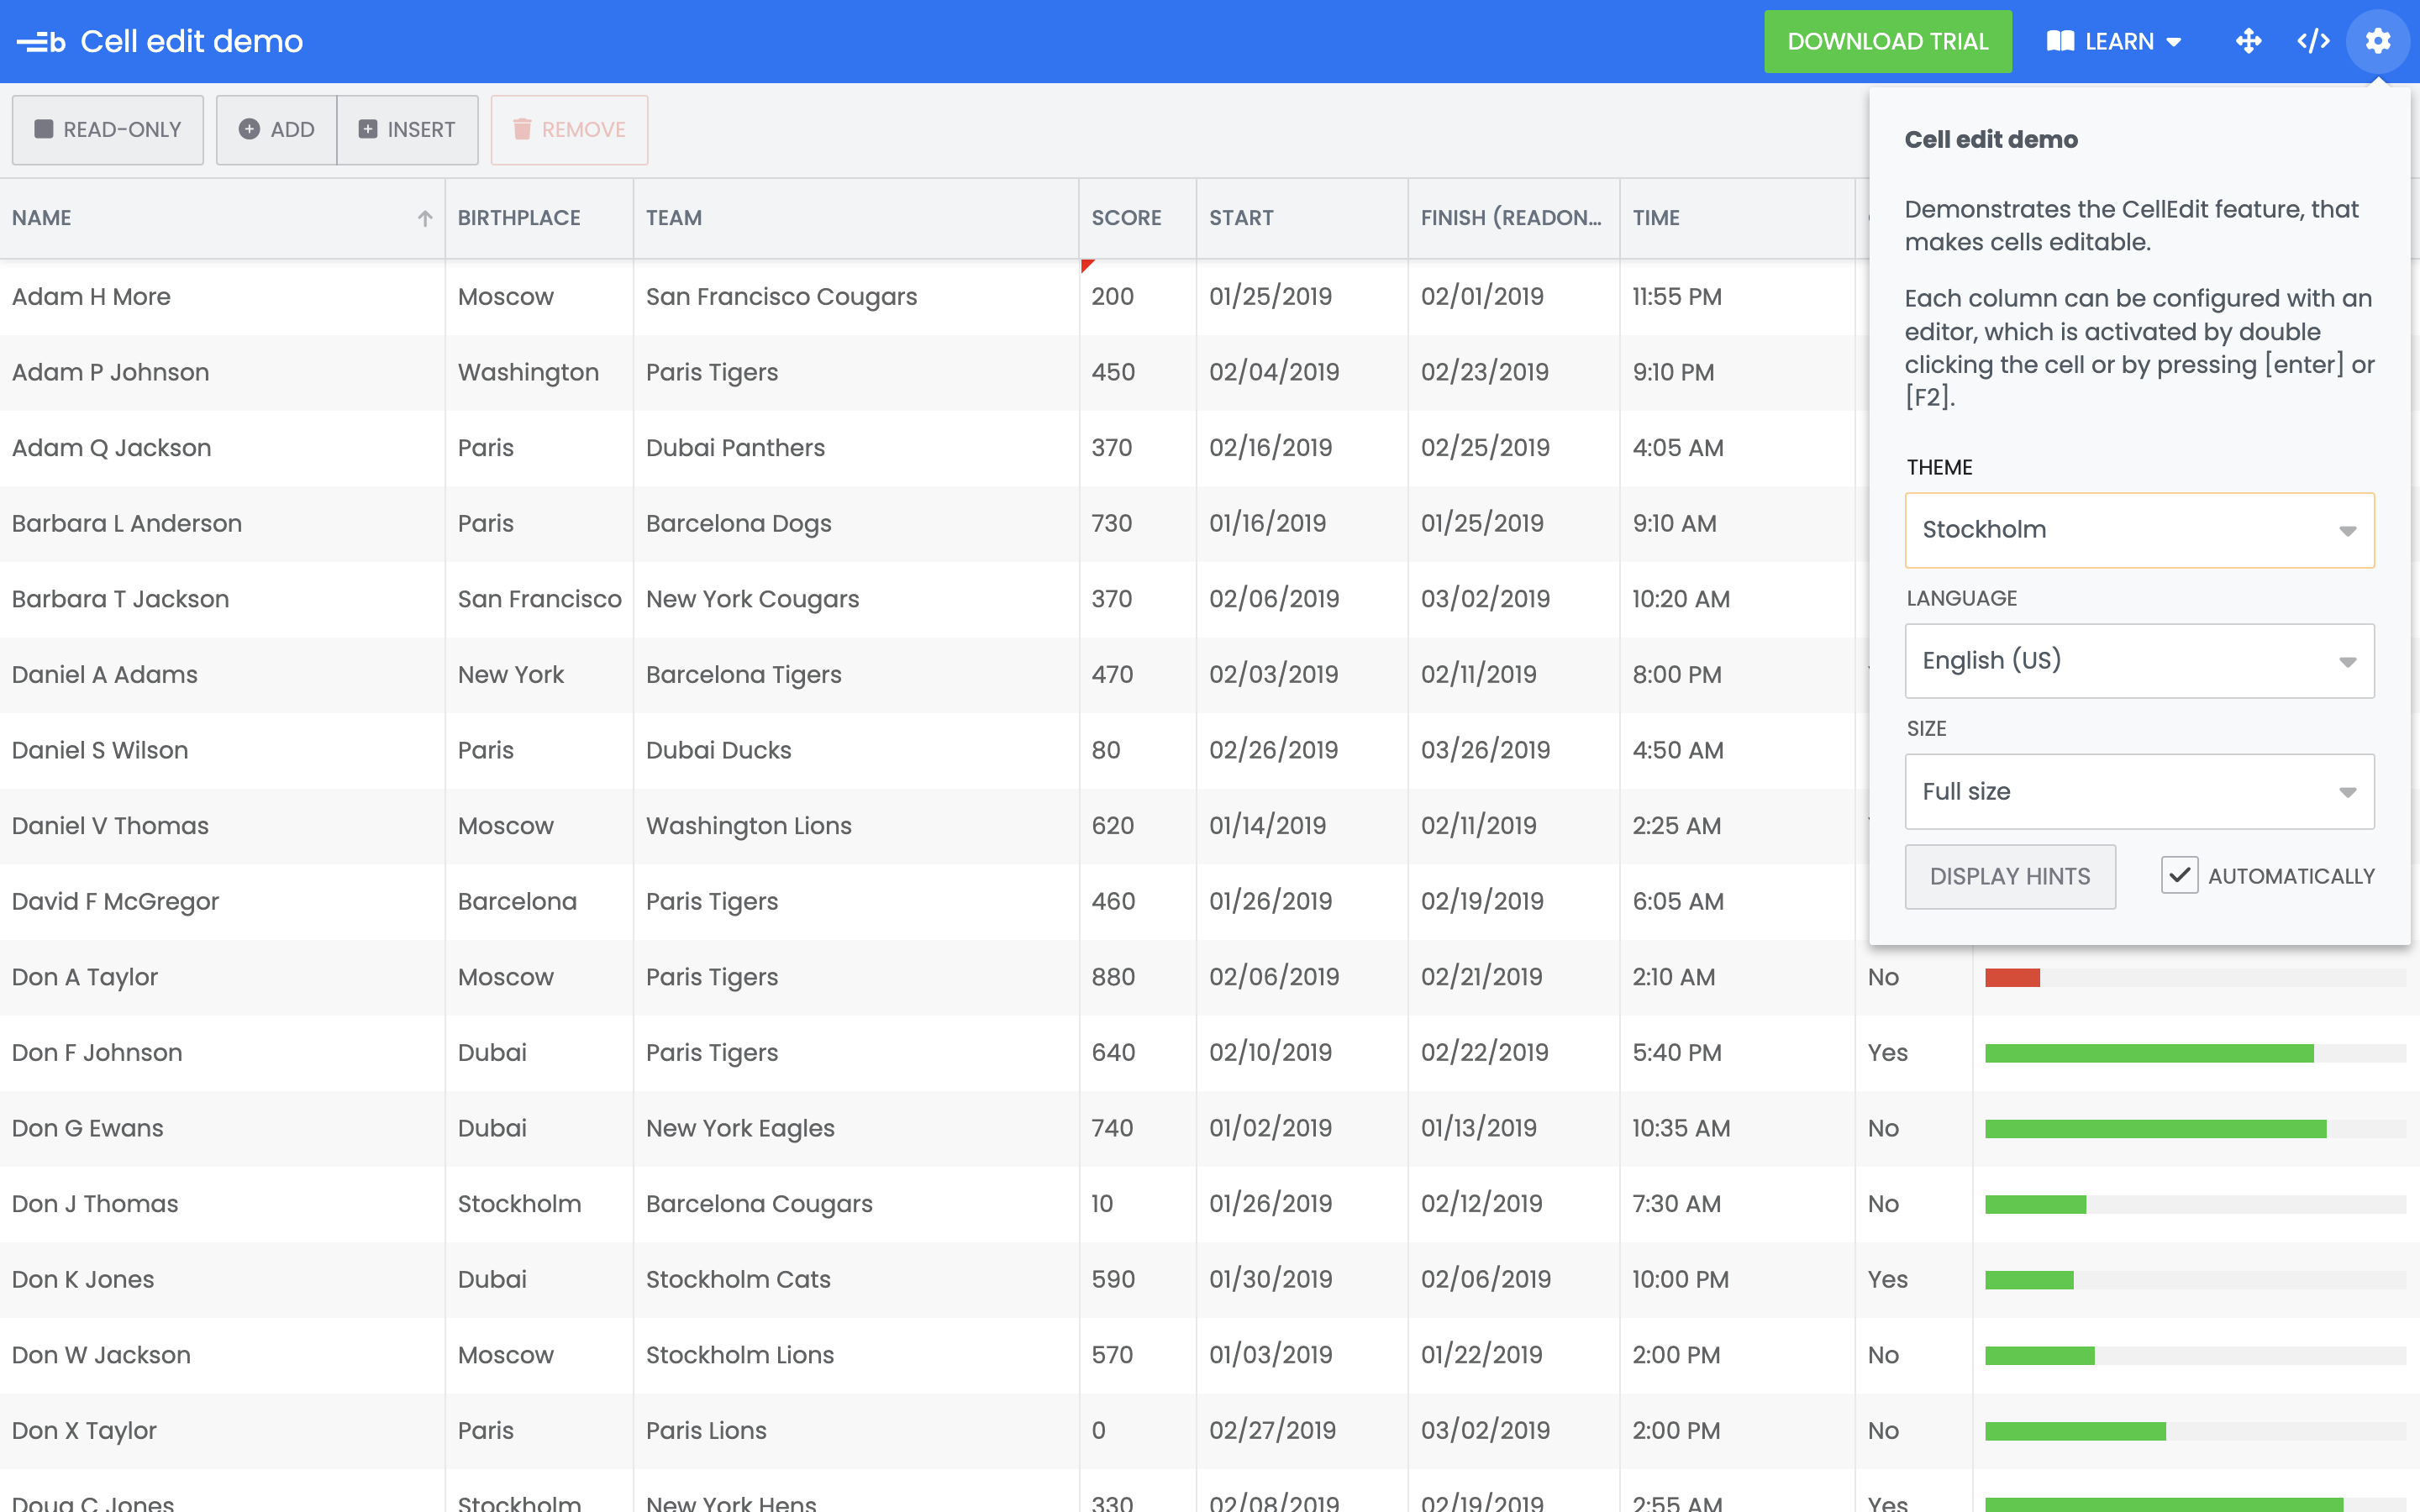 Cell edit demo
DOWNLOAD TRIAL
LEARN
READ-ONLY
ADD
INSERT
REMOVE
NAME BIRTHPLACE TEAM SCORE START FINISH (READON... TIME
Adam H More Moscow San Francisco Cougars 200 01/25/2019 02/01/2019 11:55 PM
Adam P Johnson Washington Paris Tigers 450 02/04/2019 02/23/2019 9:10 PM
Adam Q Jackson Paris Dubai Panthers 370 02/16/2019 02/25/2019 4:05 AM
Barbara L Anderson Paris Barcelona Dogs 730 01/16/2019 01/25/2019 9:10 AM
Barbara T Jackson San Francisco New York Cougars 370 02/06/2019 03/02/2019 10:20 AM
Daniel A Adams New York Barcelona Tigers 470 02/03/2019 02/11/2019 8:00 PM
Daniel S Wilson Paris Dubai Ducks 80 02/26/2019 03/26/2019 4:50 AM
Daniel V Thomas Moscow Washington Lions 620 01/14/2019 02/11/2019 2:25 AM
David F McGregor Barcelona Paris Tigers 460 01/26/2019 02/19/2019 6:05 AM
Don A Taylor Moscow Paris Tigers 880 02/06/2019 02/21/2019 2:10 AM No
Don F Johnson Dubai Paris Tigers 640 02/10/2019 02/22/2019 5:40 PM Yes
Don G Ewans Dubai New York Eagles 740 01/02/2019 01/13/2019 10:35 AM No
Don J Thomas Stockholm Barcelona Cougars 10 01/26/2019 02/12/2019 7:30 AM No
Don K Jones Dubai Stockholm Cats 590 01/30/2019 02/06/2019 10:00 PM Yes
Don W Jackson Moscow Stockholm Lions 570 01/03/2019 01/22/2019 2:00 PM No
Don X Taylor Paris Paris Lions 0 02/27/2019 03/02/2019 2:00 PM No
Doug C Jones Stockholm New York Hens 330 02/08/2019 02/19/2019 2:55 AM Yes
Cell edit demo
Demonstrates the CellEdit feature, that
makes cells editable.
Each column can be configured with an
editor, which is activated by double
clicking the cell or by pressing [enter] or
[F2].
THEME
Stockholm
LANGUAGE
English (US)
SIZE
Full size
DISPLAY HINTS
AUTOMATICALLY